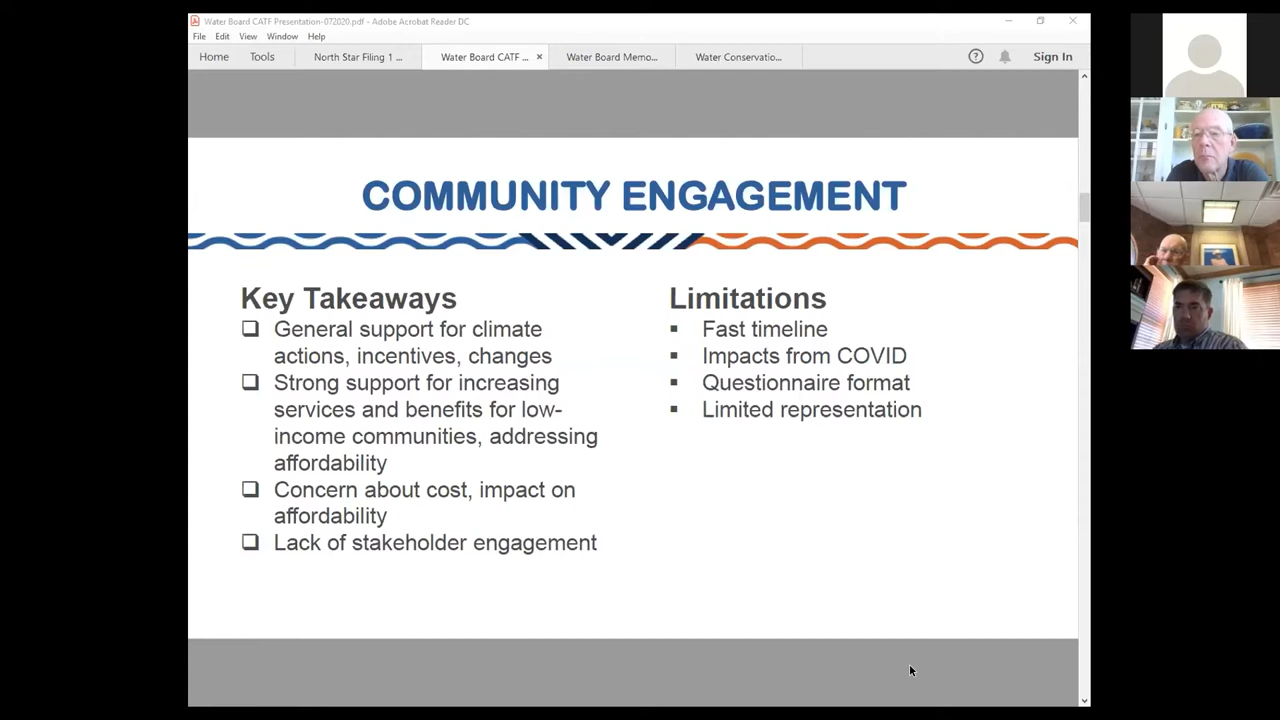 Water Board CATF Presentation-072020.pdf - Adobe Acrobat Reader DC
File Edit View Window Help
Home Tools North Star Filing 1 ... Water Board CATF ... × Water Board Memo... Water Conservatio... Sign In
COMMUNITY ENGAGEMENT
Key Takeaways
General support for climate
actions, incentives, changes
Strong support for increasing
services and benefits for low-
income communities, addressing
affordability
Concern about cost, impact on
affordability
Lack of stakeholder engagement
Limitations
Fast timeline
Impacts from COVID
Questionnaire format
Limited representation